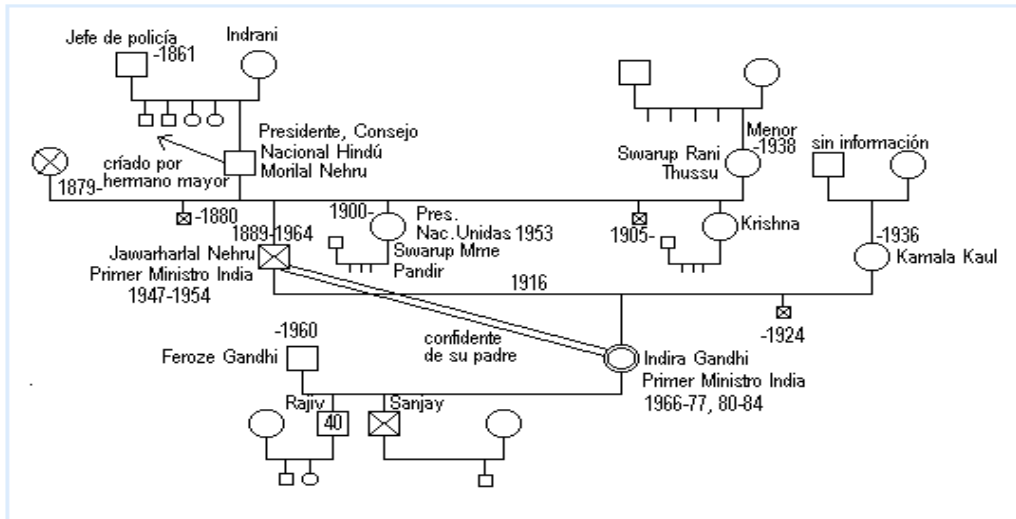 Jefe de policía
-1861
Indrani
Presidente, Consejo
Nacional Hindú
Morilal Nehru
críado por
hermano mayor
Menor
-1938
Swarup Rani
Thussu
sin información
1879-
-1880
1900-
Pres.
Nac.Unidas 1953
Swarup Mme
Pandir
1905-
Krishna
1889-1964
Jawarharlal Nehru
Primer Ministro India
1947-1954
-1936
Kamala Kaul
1916
-1924
confidente
de su padre
-1960
Feroze Gandhi
Indira Gandhi
Primer Ministro India
1966-77, 80-84
Rajiv
40
Sanjay